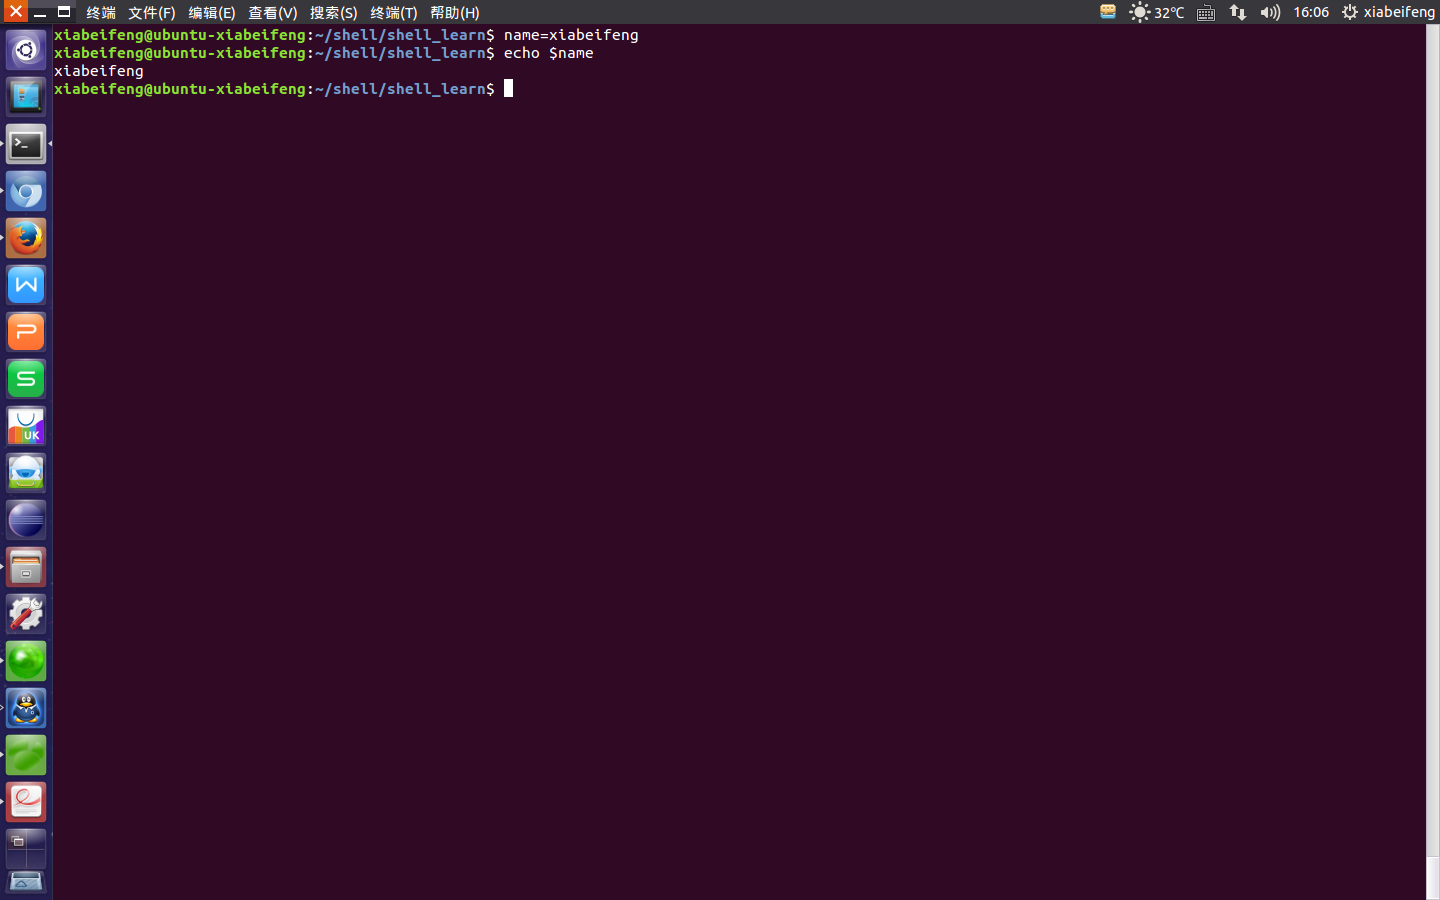 终端 文件(F) 编辑(E) 查看(V) 搜索(S) 终端(T) 帮助(H) 32℃ 16:06 xiabeifeng
xiabeifeng@ubuntu-xiabeifeng:~/shell/shell_learn$ name=xiabeifeng
xiabeifeng@ubuntu-xiabeifeng:~/shell/shell_learn$ echo $name
xiabeifeng
xiabeifeng@ubuntu-xiabeifeng:~/shell/shell_learn$
>_
W
P
S
UK